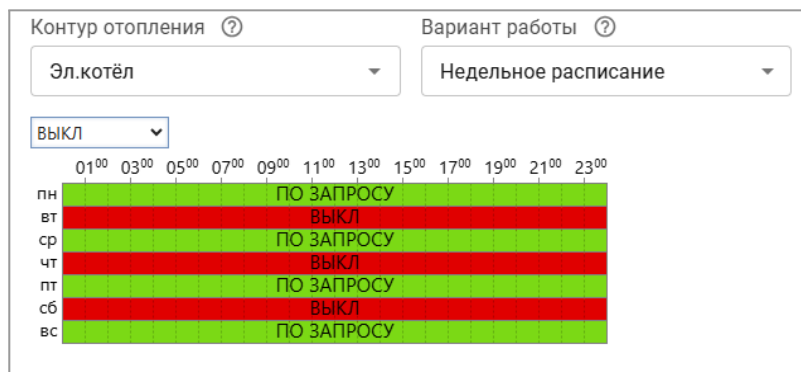 Контур отопления ? Вариант работы ?
Эл.котёл Недельное расписание
ВЫКЛ
01⁰⁰ 03⁰⁰ 05⁰⁰ 07⁰⁰ 09⁰⁰ 11⁰⁰ 13⁰⁰ 15⁰⁰ 17⁰⁰ 19⁰⁰ 21⁰⁰ 23⁰⁰
пн ПО ЗАПРОСУ
вт ВЫКЛ
ср ПО ЗАПРОСУ
чт ВЫКЛ
пт ПО ЗАПРОСУ
сб ВЫКЛ
вс ПО ЗАПРОСУ